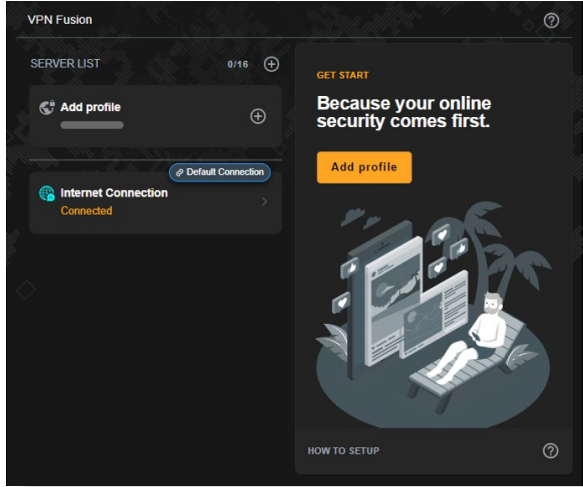 VPN Fusion
SERVER LIST 0/16
Add profile
Default Connection
Internet Connection
Connected
GET START
Because your online
security comes first.
Add profile
HOW TO SETUP